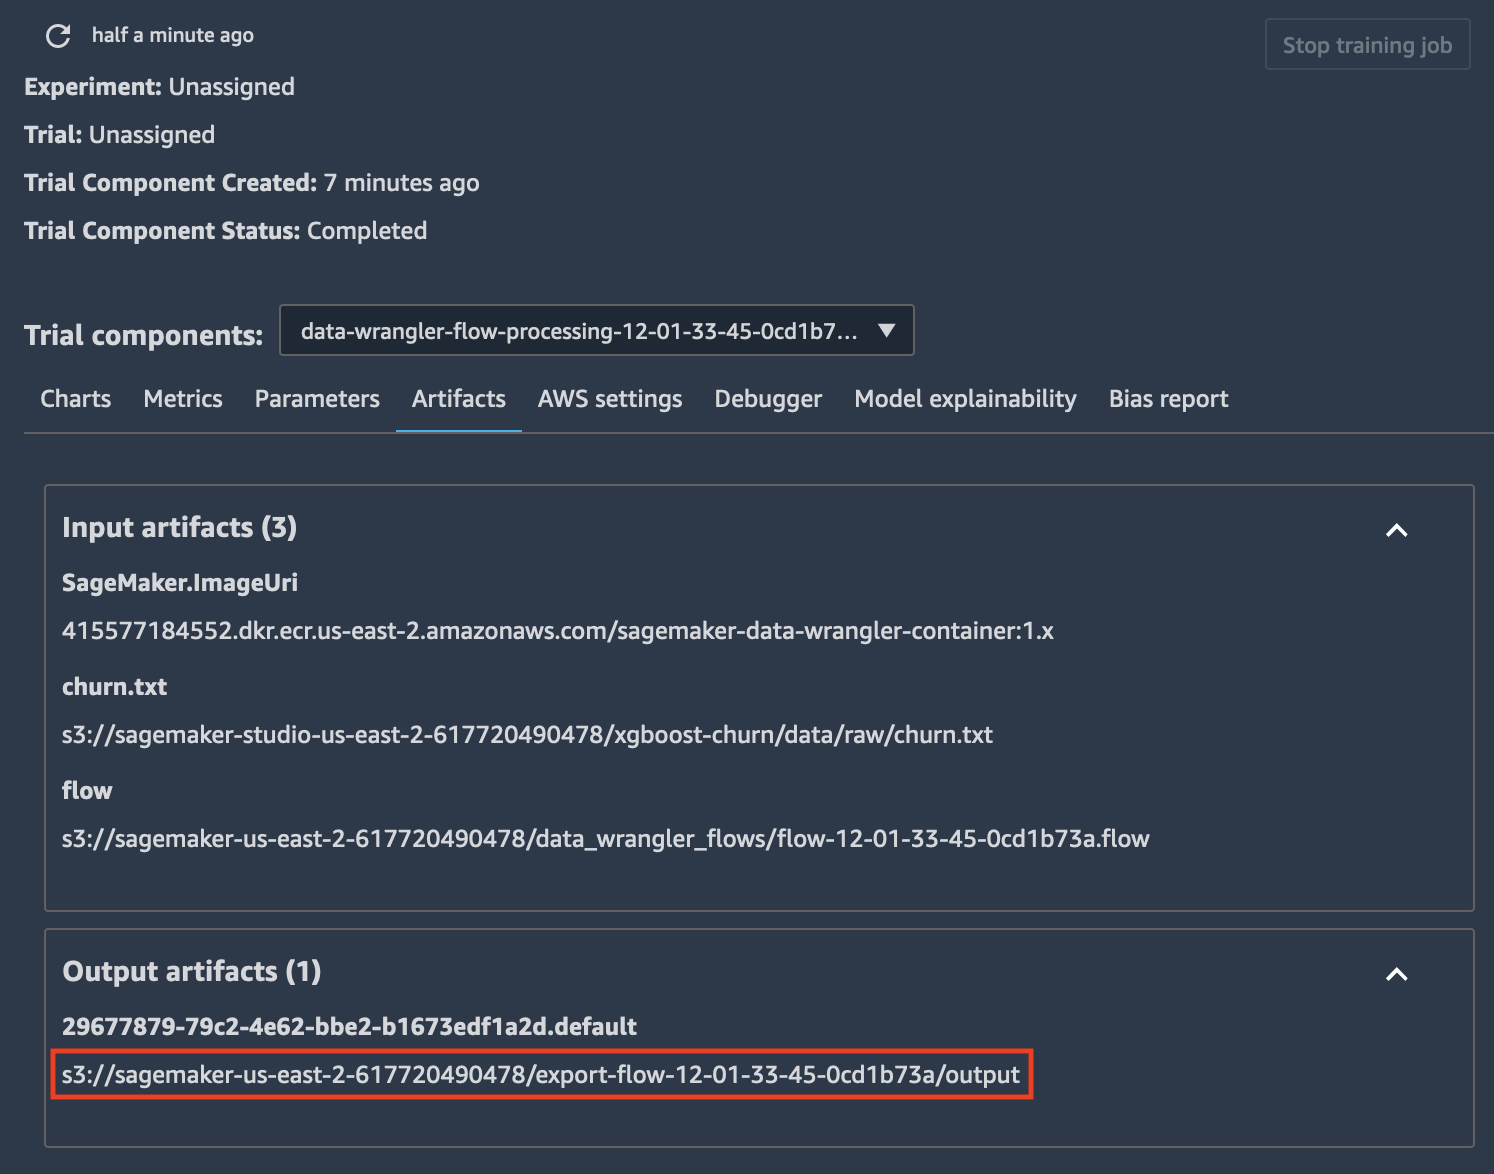 half a minute ago
Stop training job
Experiment: Unassigned
Trial: Unassigned
Trial Component Created: 7 minutes ago
Trial Component Status: Completed
Trial components: data-wrangler-flow-processing-12-01-33-45-0cd1b7...
Charts Metrics Parameters Artifacts AWS settings Debugger Model explainability Bias report
Input artifacts (3)
SageMaker.ImageUri
415577184552.dkr.ecr.us-east-2.amazonaws.com/sagemaker-data-wrangler-container:1.x
churn.txt
s3://sagemaker-studio-us-east-2-617720490478/xgboost-churn/data/raw/churn.txt
flow
s3://sagemaker-us-east-2-617720490478/data_wrangler_flows/flow-12-01-33-45-0cd1b73a.flow
Output artifacts (1)
29677879-79c2-4e62-bbe2-b1673edf1a2d.default
s3://sagemaker-us-east-2-617720490478/export-flow-12-01-33-45-0cd1b73a/output